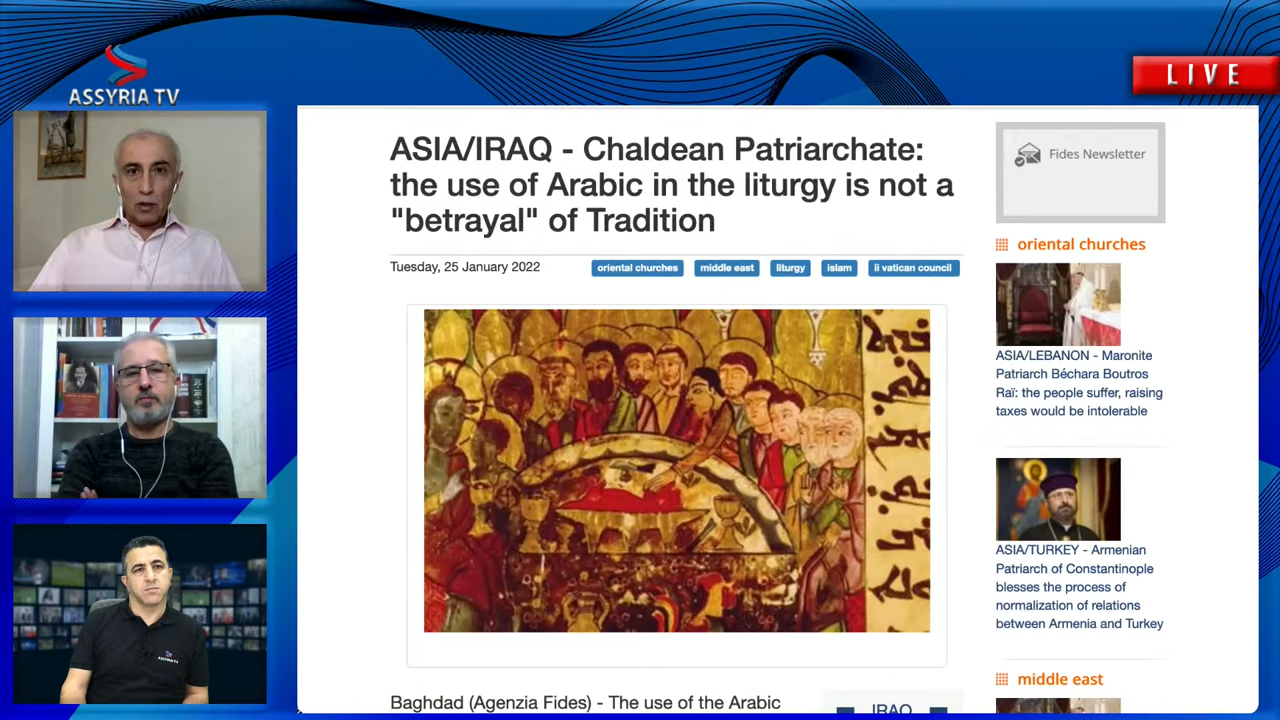 ASSYRIA TV
LIVE
ASIA/IRAQ - Chaldean Patriarchate:
the use of Arabic in the liturgy is not a
"betrayal" of Tradition
Tuesday, 25 January 2022
oriental churches
middle east
liturgy
islam
ii vatican council
Baghdad (Agenzia Fides) - The use of the Arabic
IRAQ
Fides Newsletter
oriental churches
ASIA/LEBANON - Maronite
Patriarch Béchara Boutros
Raï: the people suffer, raising
taxes would be intolerable
ASIA/TURKEY - Armenian
Patriarch of Constantinople
blesses the process of
normalization of relations
between Armenia and Turkey
middle east
ASSYRIA TV